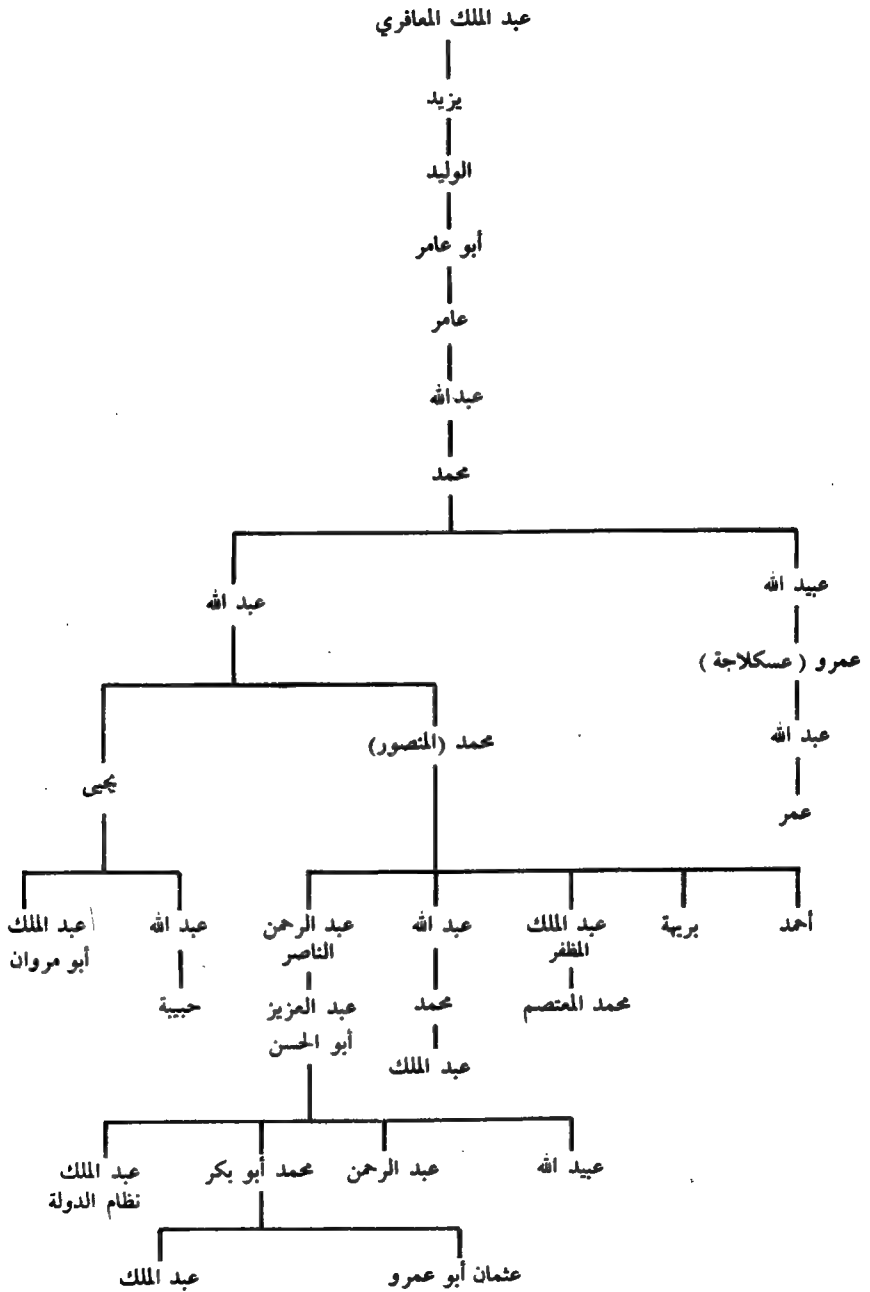 عبد الملك المعافري
يزيد
الوليد
أبو عامر
عامر
عبدالله
محمد
عبيد الله
عبد الله
عمرو (عسكلاجة)
عبد الله
محمد (المنصور)
يحيى
عمر
أحمد
بريهة
عبد الملك
المظفر
عبد الله
عبد الرحمن
الناصر
عبد الله
عبد الملك
أبو مروان
محمد المعتصم
محمد
عبد العزيز
أبو الحسن
حبيبة
عبد الملك
عبيد الله
عبد الرحمن
محمد أبو بكر
عبد الملك
نظام الدولة
عثمان أبو عمرو
عبد الملك